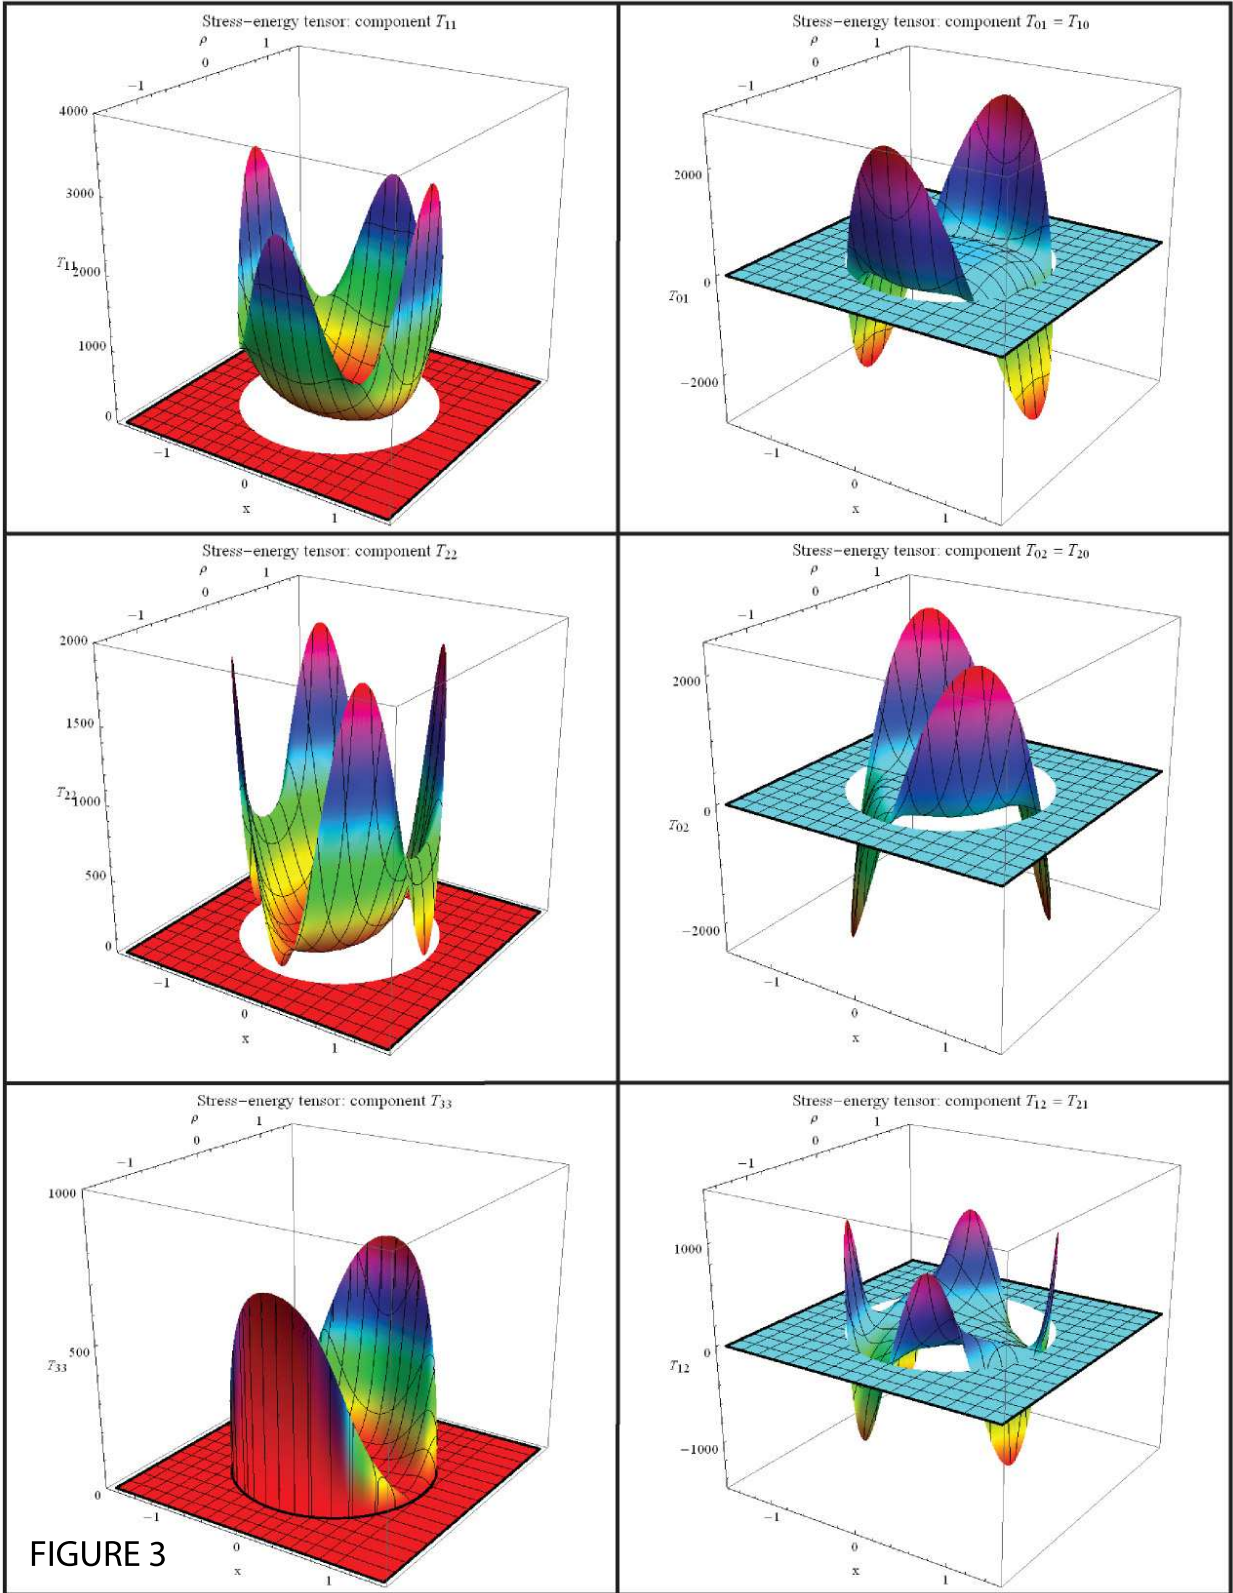 Stress−energy tensor: component T₁₁
ρ
−1
0
1
4000
3000
T₁₁
2000
1000
0
−1
0
x
1
Stress−energy tensor: component T₀₁ = T₁₀
ρ
−1
0
1
2000
0
T₀₁
−2000
−1
0
x
1
Stress−energy tensor: component T₂₂
ρ
−1
0
1
2000
1500
T₂₂
1000
500
0
−1
0
x
1
Stress−energy tensor: component T₀₂ = T₂₀
ρ
−1
0
1
2000
0
T₀₂
−2000
−1
0
x
1
Stress−energy tensor: component T₃₃
ρ
−1
0
1
1000
500
T₃₃
0
−1
0
x
1
FIGURE 3
Stress−energy tensor: component T₁₂ = T₂₁
ρ
−1
0
1
1000
0
T₁₂
−1000
−1
0
x
1